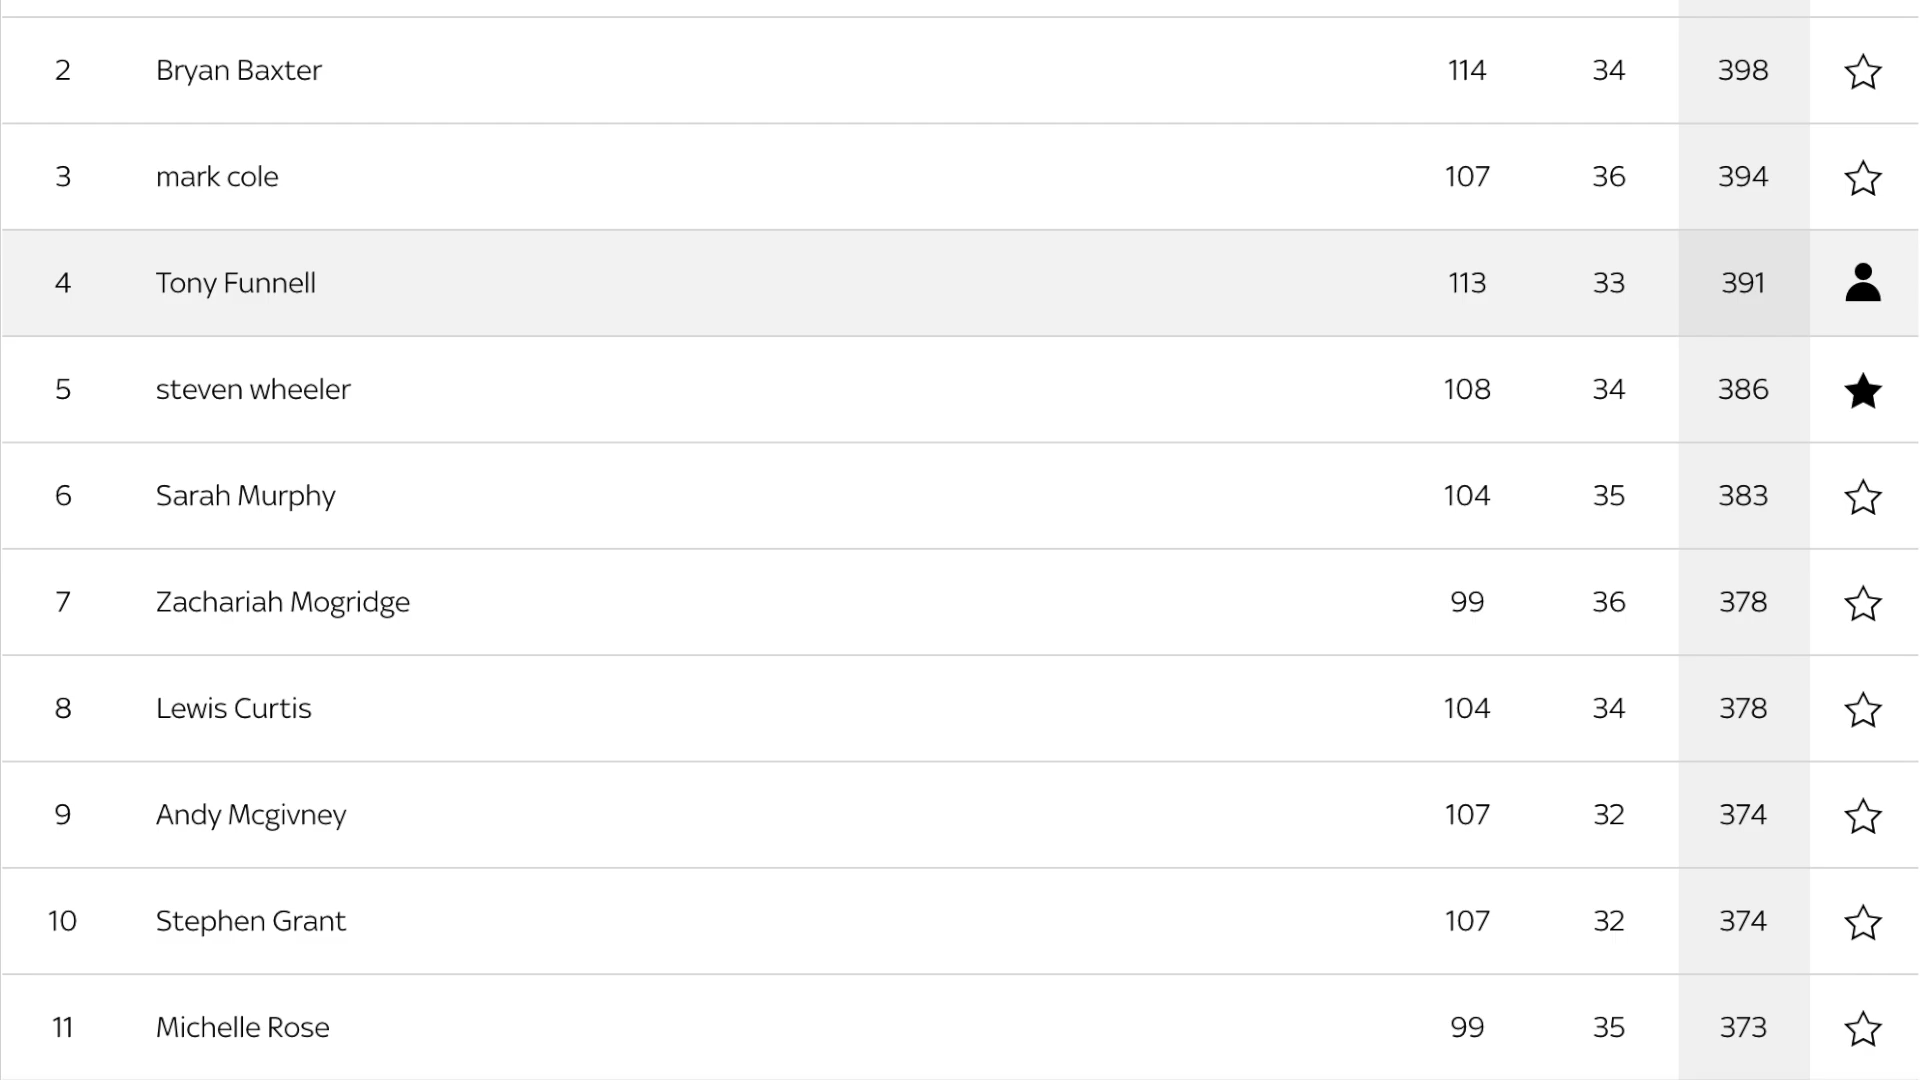 2 Bryan Baxter 114 34 398
3 mark cole 107 36 394
4 Tony Funnell 113 33 391
5 steven wheeler 108 34 386
6 Sarah Murphy 104 35 383
7 Zachariah Mogridge 99 36 378
8 Lewis Curtis 104 34 378
9 Andy Mcgivney 107 32 374
10 Stephen Grant 107 32 374
11 Michelle Rose 99 35 373